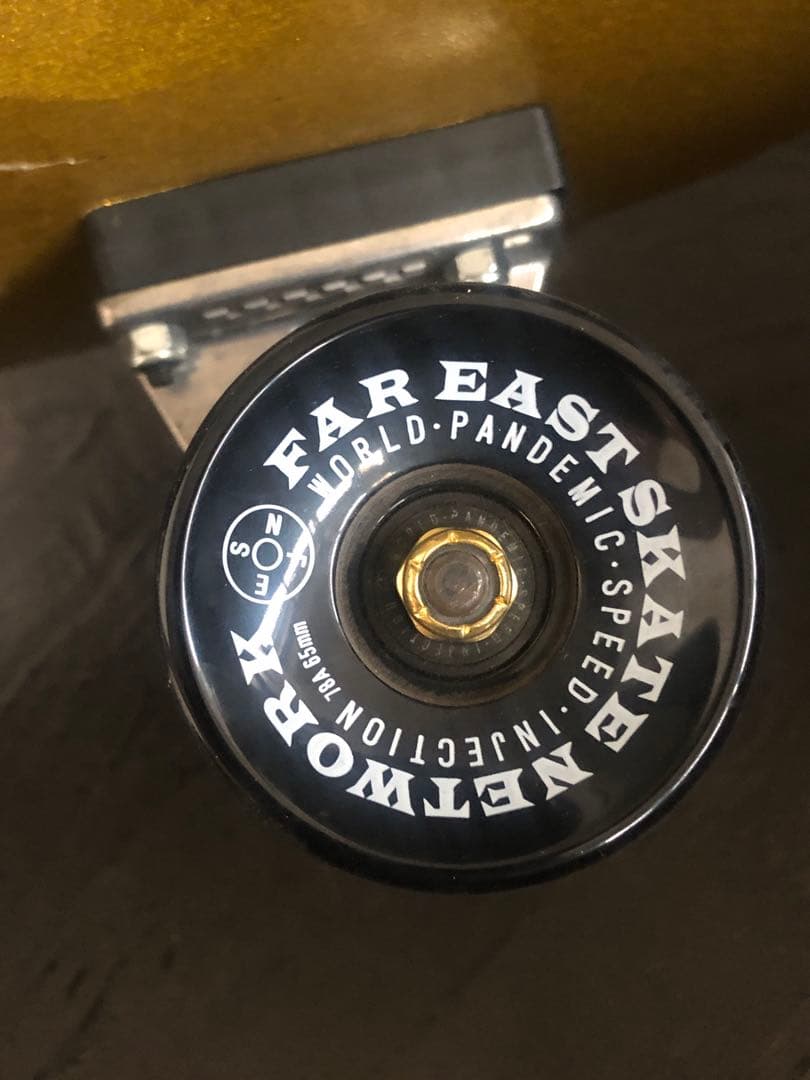 FAR EAST SKATE NETWORK
WORLD·PANDEMIC·SPEED·INJECTION 78A 65mm
N
F
E
S